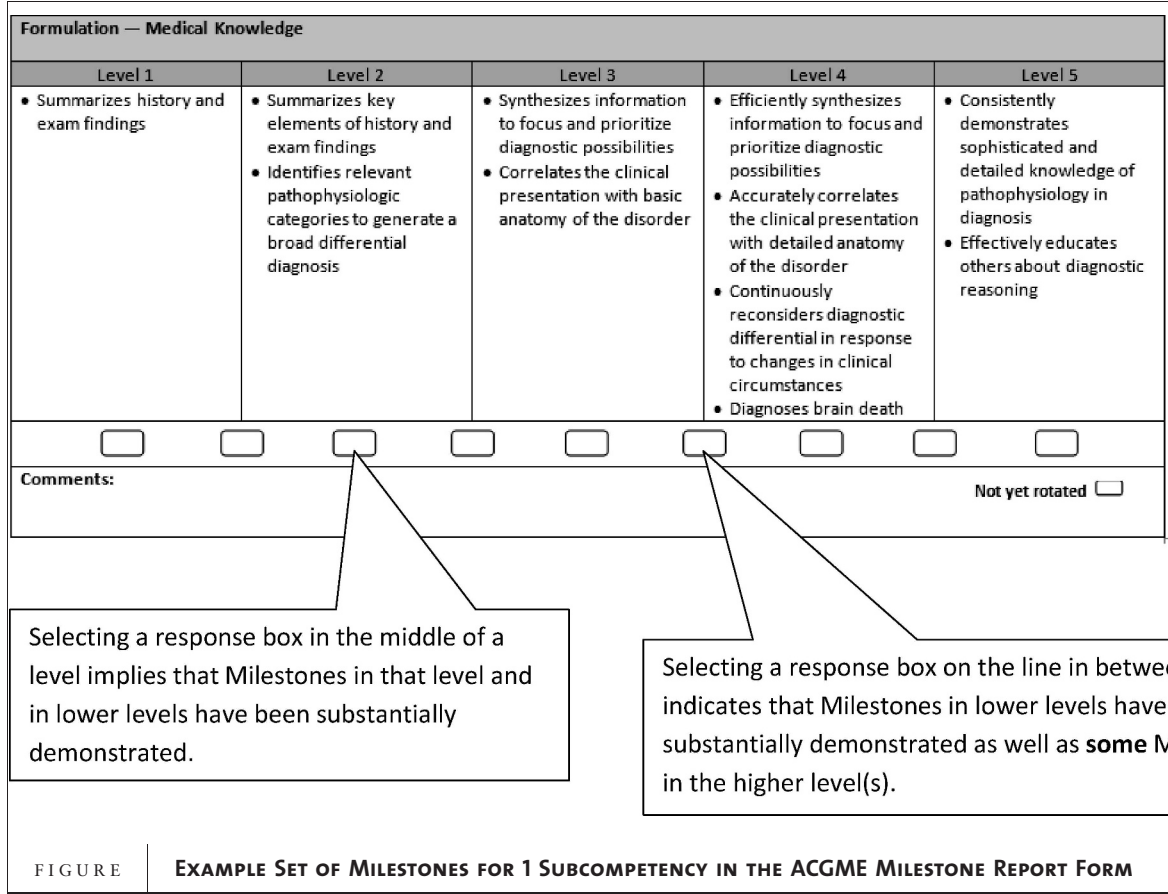 Formulation — Medical Knowledge
Level 1
Level 2
Level 3
Level 4
Level 5
• Summarizes history and
exam findings
• Summarizes key
elements of history and
exam findings
• Identifies relevant
pathophysiologic
categories to generate a
broad differential
diagnosis
• Synthesizes information
to focus and prioritize
diagnostic possibilities
• Correlates the clinical
presentation with basic
anatomy of the disorder
• Efficiently synthesizes
information to focus and
prioritize diagnostic
possibilities
• Accurately correlates
the clinical presentation
with detailed anatomy
of the disorder
• Continuously
reconsiders diagnostic
differential in response
to changes in clinical
circumstances
• Diagnoses brain death
• Consistently
demonstrates
sophisticated and
detailed knowledge of
pathophysiology in
diagnosis
• Effectively educates
others about diagnostic
reasoning
Comments:
Not yet rotated
Selecting a response box in the middle of a
level implies that Milestones in that level and
in lower levels have been substantially
demonstrated.
Selecting a response box on the line in
indicates that Milestones in lower levels have
substantially demonstrated as well as some
in the higher level(s).
FIGURE
EXAMPLE SET OF MILESTONES FOR 1 SUBCOMPETENCY IN THE ACGME MILESTONE REPORT FORM